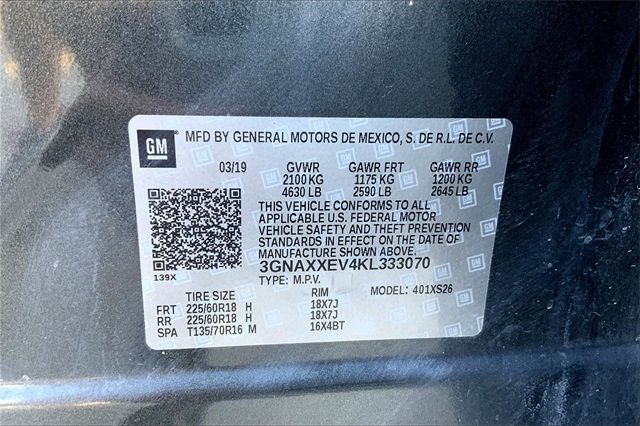 GM
MFD BY GENERAL MOTORS DE MEXICO, S. DE R.L. DE C.V.
03/19 GVWR GAWR FRT GAWR RR
2100 KG 1175 KG 1200 KG
4630 LB 2590 LB 2645 LB
THIS VEHICLE CONFORMS TO ALL
APPLICABLE U.S. FEDERAL MOTOR
VEHICLE SAFETY AND THEFT PREVENTION
STANDARDS IN EFFECT ON THE DATE OF
MANUFACTURE SHOWN ABOVE.
139X
3GNAXXEV4KL333070
TYPE: M.P.V. MODEL: 401XS26
TIRE SIZE RIM
FRT 225/60R18 H 18X7J
RR 225/60R18 H 18X7J
SPA T135/70R16 M 16X4BT